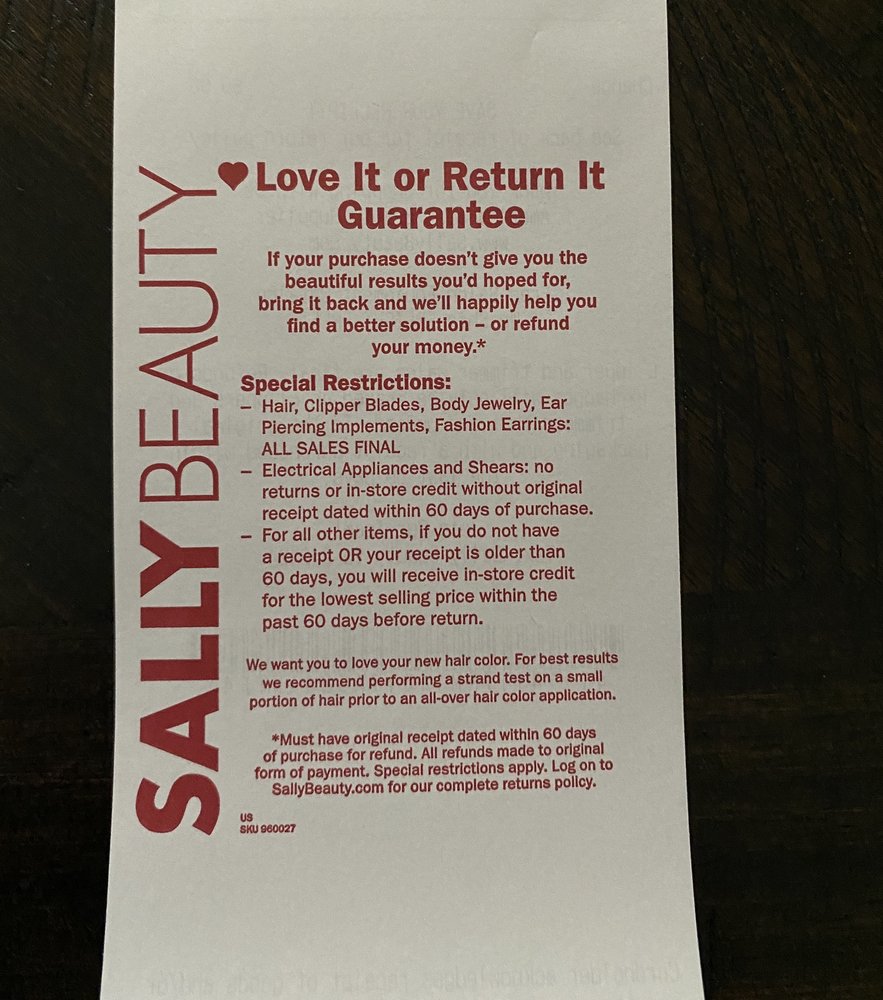 SALLY BEAUTY
♥ Love It or Return It
Guarantee
If your purchase doesn't give you the
beautiful results you'd hoped for,
bring it back and we'll happily help you
find a better solution – or refund
your money.*
Special Restrictions:
– Hair, Clipper Blades, Body Jewelry, Ear
Piercing Implements, Fashion Earrings:
ALL SALES FINAL
– Electrical Appliances and Shears: no
returns or in-store credit without original
receipt dated within 60 days of purchase.
– For all other items, if you do not have
a receipt OR your receipt is older than
60 days, you will receive in-store credit
for the lowest selling price within the
past 60 days before return.
We want you to love your new hair color. For best results
we recommend performing a strand test on a small
portion of hair prior to an all-over hair color application.
*Must have original receipt dated within 60 days
of purchase for refund. All refunds made to original
form of payment. Special restrictions apply. Log on to
SallyBeauty.com for our complete returns policy.
US
SKU 960027